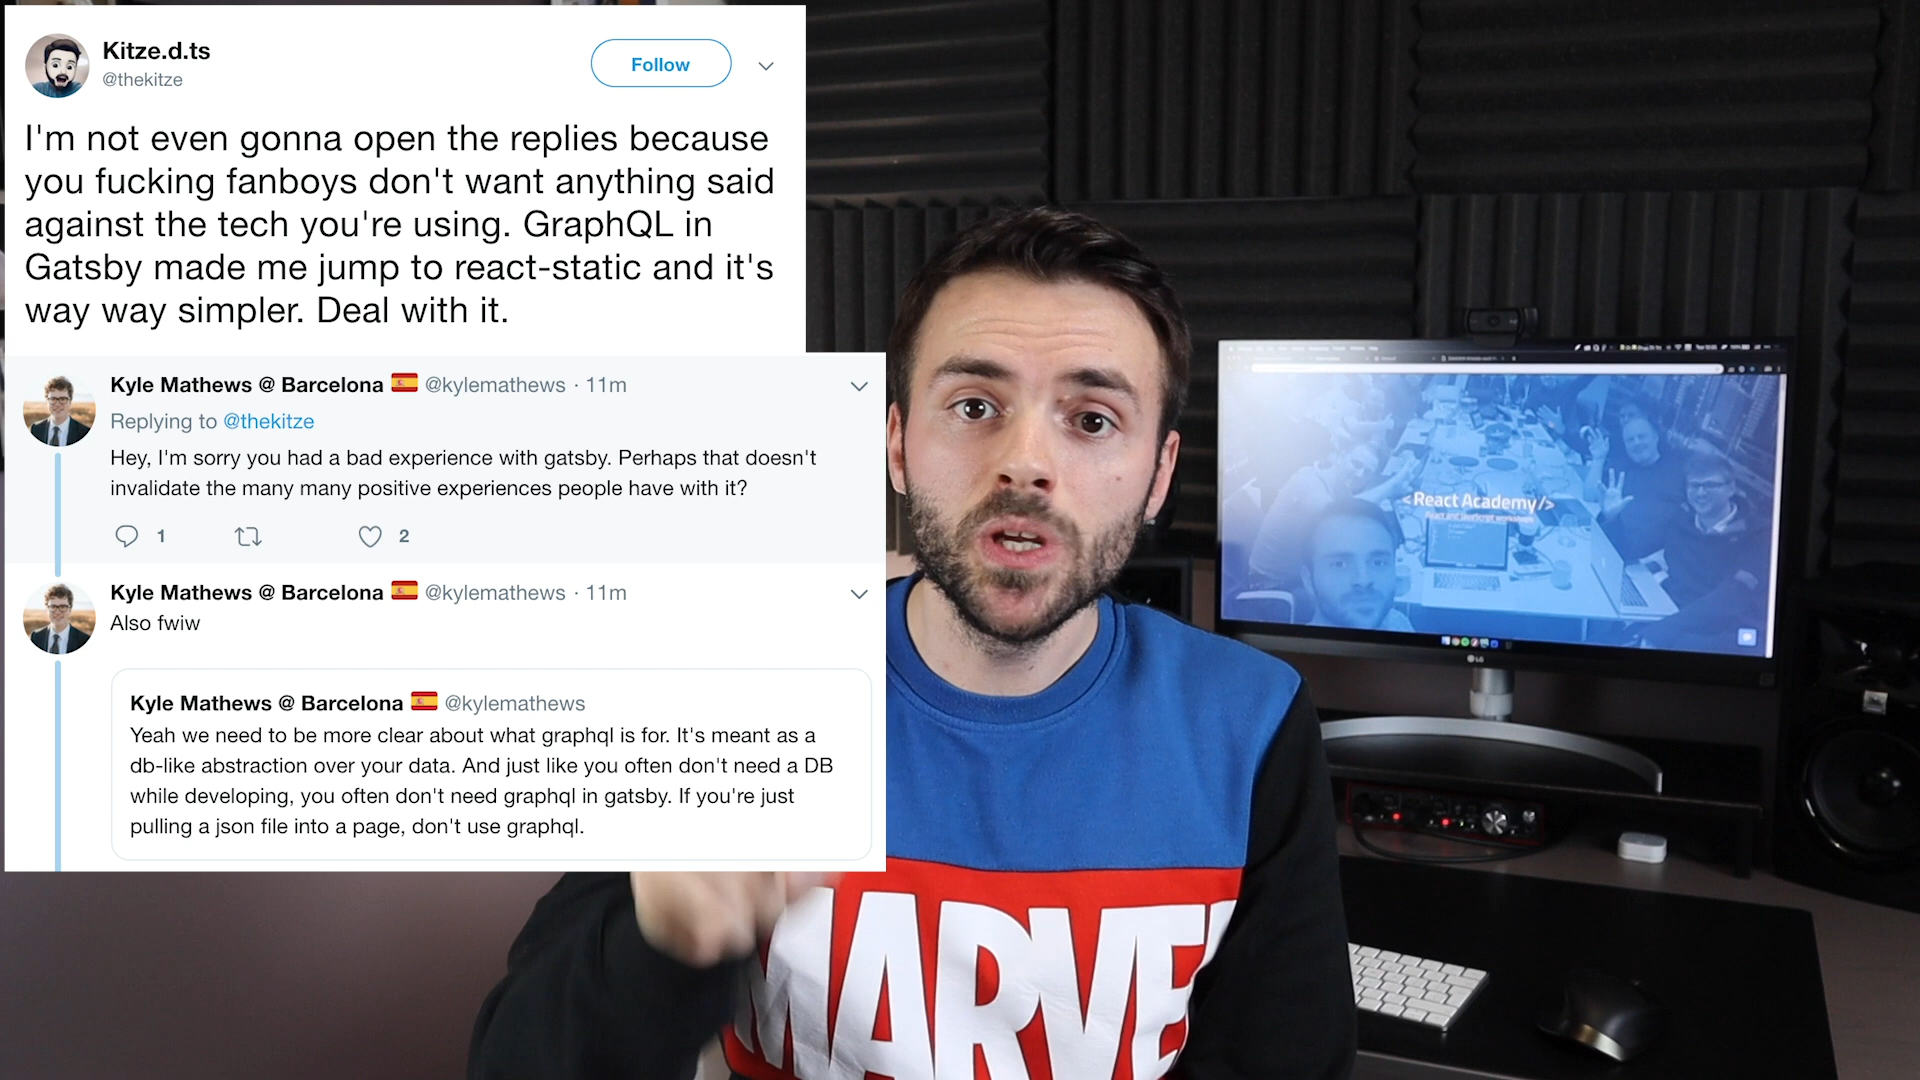 Kitze.d.ts
@thekitze
Follow
I'm not even gonna open the replies because
you fucking fanboys don't want anything said
against the tech you're using. GraphQL in
Gatsby made me jump to react-static and it's
way way simpler. Deal with it.
Kyle Mathews @ Barcelona 🇪🇸 @kylemathews · 11m
Replying to @thekitze
Hey, I'm sorry you had a bad experience with gatsby. Perhaps that doesn't
invalidate the many many positive experiences people have with it?
1
2
Kyle Mathews @ Barcelona 🇪🇸 @kylemathews · 11m
Also fwiw
Kyle Mathews @ Barcelona 🇪🇸 @kylemathews
Yeah we need to be more clear about what graphql is for. It's meant as a
db-like abstraction over your data. And just like you often don't need a DB
while developing, you often don't need graphql in gatsby. If you're just
pulling a json file into a page, don't use graphql.
<React Academy/>
React and JavaScript workshops
LG
MARVE